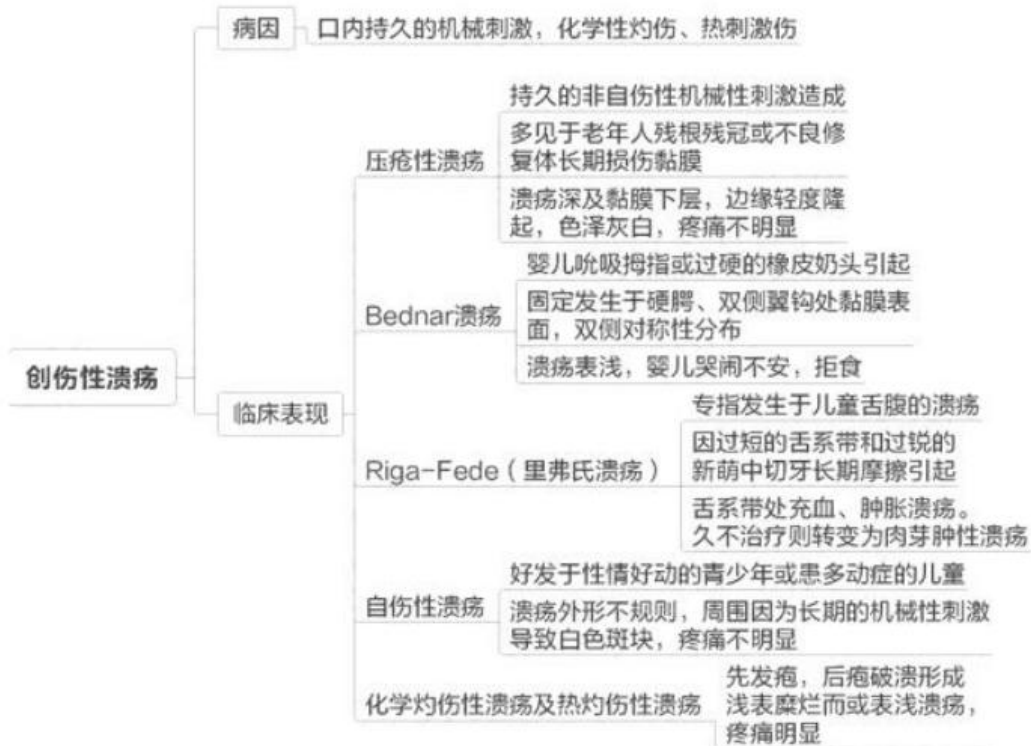 创伤性溃疡
病因
口内持久的机械刺激，化学性灼伤、热刺激伤
临床表现
压疮性溃疡
持久的非自伤性机械性刺激造成
多见于老年人残根残冠或不良修
复体长期损伤黏膜
溃疡深及黏膜下层，边缘轻度隆
起，色泽灰白，疼痛不明显
Bednar溃疡
婴儿吮吸拇指或过硬的橡皮奶头引起
固定发生于硬腭、双侧翼钩处黏膜表
面，双侧对称性分布
溃疡表浅，婴儿哭闹不安，拒食
Riga-Fede（里弗氏溃疡）
专指发生于儿童舌腹的溃疡
因过短的舌系带和过锐的
新萌中切牙长期摩擦引起
舌系带处充血、肿胀溃疡。
久不治疗则转变为肉芽肿性溃疡
自伤性溃疡
好发于性情好动的青少年或患多动症的儿童
溃疡外形不规则，周围因为长期的机械性刺激
导致白色斑块，疼痛不明显
化学灼伤性溃疡及热灼伤性溃疡
先发疱，后疱破溃形成
浅表糜烂而或表浅溃疡，
疼痛明显